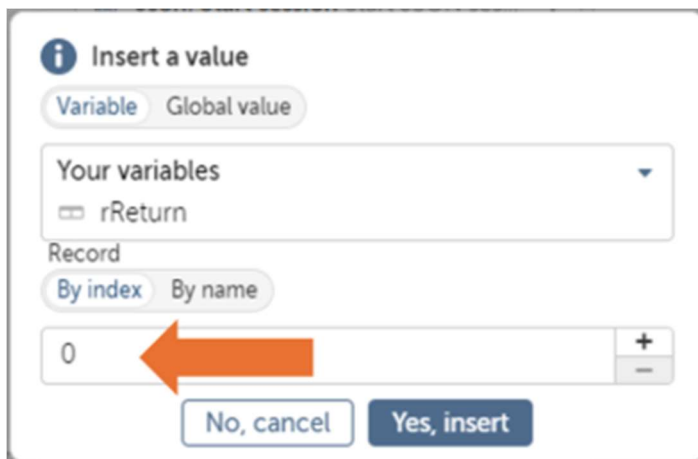 Insert a value
Variable Global value
Your variables
rReturn
Record
By index By name
0
+
−
No, cancel Yes, insert